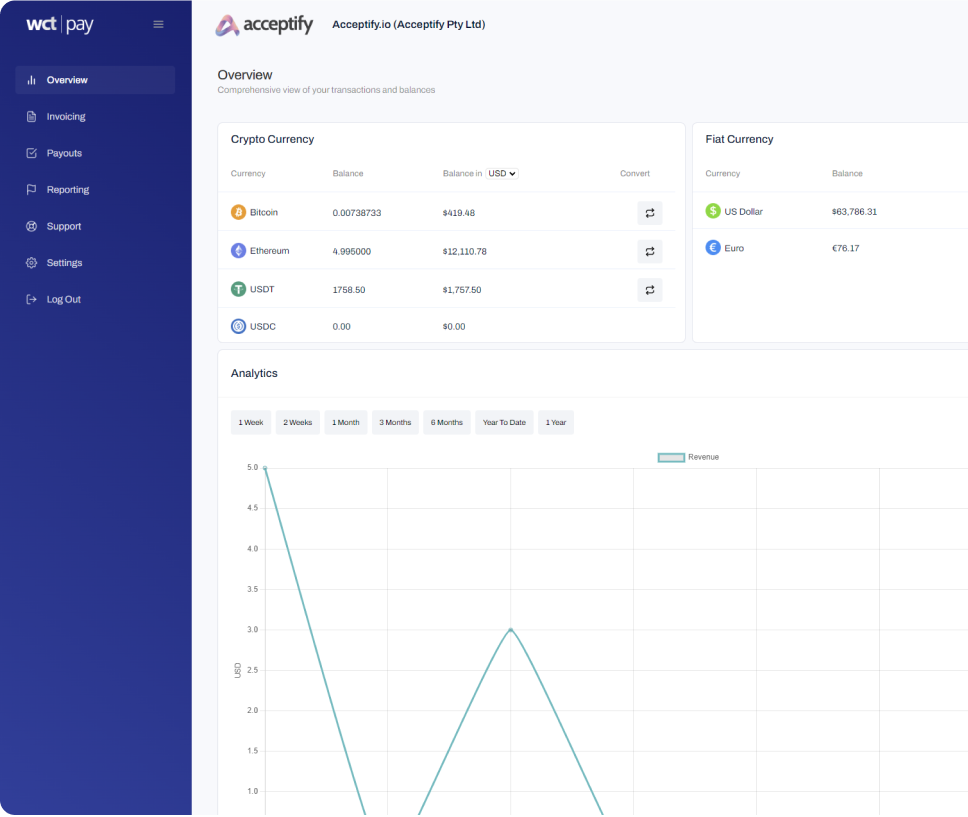 wct pay
acceptify
Acceptify.io (Acceptify Pty Ltd)
Overview
Invoicing
Payouts
Reporting
Support
Settings
Log Out
Overview
Comprehensive view of your transactions and balances
Crypto Currency
Currency Balance Balance in USD Convert
Bitcoin 0.00738733 $419.48
Ethereum 4.995000 $12,110.78
USDT 1758.50 $1,757.50
USDC 0.00 $0.00
Fiat Currency
Currency Balance
US Dollar $63,786.31
Euro €76.17
Analytics
1 Week 2 Weeks 1 Month 3 Months 6 Months Year To Date 1 Year
Revenue
5.0
4.5
4.0
3.5
3.0
2.5
2.0
1.5
1.0
USD